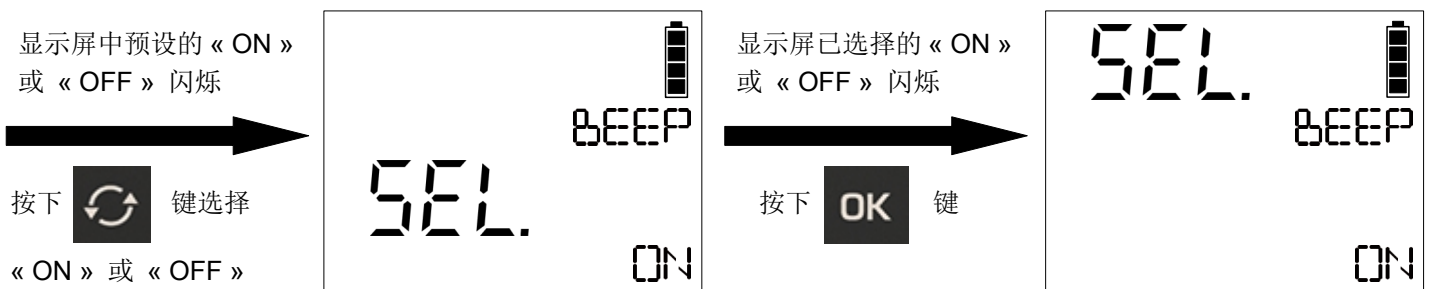 显示屏中预设的 « ON »
或 « OFF » 闪烁
按下 键选择
« ON » 或 « OFF »
BEEP
SEL.
ON
显示屏已选择的 « ON »
或 « OFF » 闪烁
按下 OK 键
SEL.
BEEP
ON